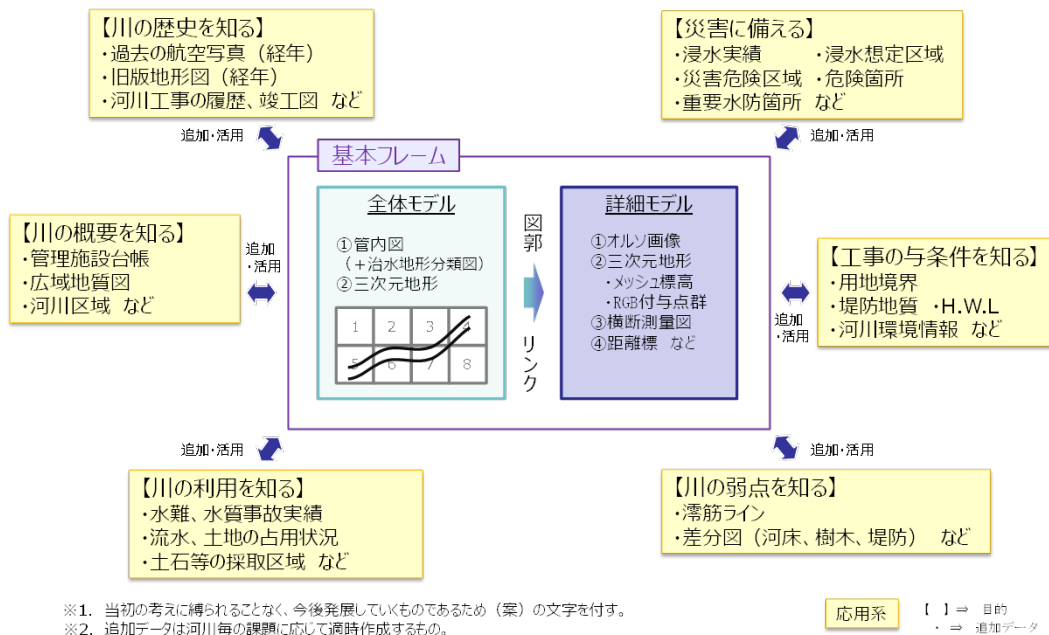 【川の歴史を知る】
・過去の航空写真（経年）
・旧版地形図（経年）
・河川工事の履歴、竣工図 など
【災害に備える】
・浸水実績 ・浸水想定区域
・災害危険区域 ・危険箇所
・重要水防箇所 など
追加・活用
追加・活用
基本フレーム
全体モデル
①管内図
（＋治水地形分類図）
②三次元地形
1 2 3 4
5 6 7 8
図郭
リンク
詳細モデル
①オルソ画像
②三次元地形
・メッシュ標高
・RGB付与点群
③横断測量図
④距離標 など
【川の概要を知る】
・管理施設台帳
・広域地質図
・河川区域 など
追加
・活用
【工事の与条件を知る】
・用地境界
・堤防地質 ・H.W.L
・河川環境情報 など
追加
・活用
追加・活用
追加・活用
【川の利用を知る】
・水難、水質事故実績
・流水、土地の占用状況
・土石等の採取区域 など
【川の弱点を知る】
・澪筋ライン
・差分図（河床、樹木、堤防） など
※1. 当初の考えに縛られることなく、今後発展していくものであるため（案）の文字を付す。
※2. 追加データは河川毎の課題に応じて適時作成するもの。
応用系
【 】⇒ 目的
・ ⇒ 追加データ